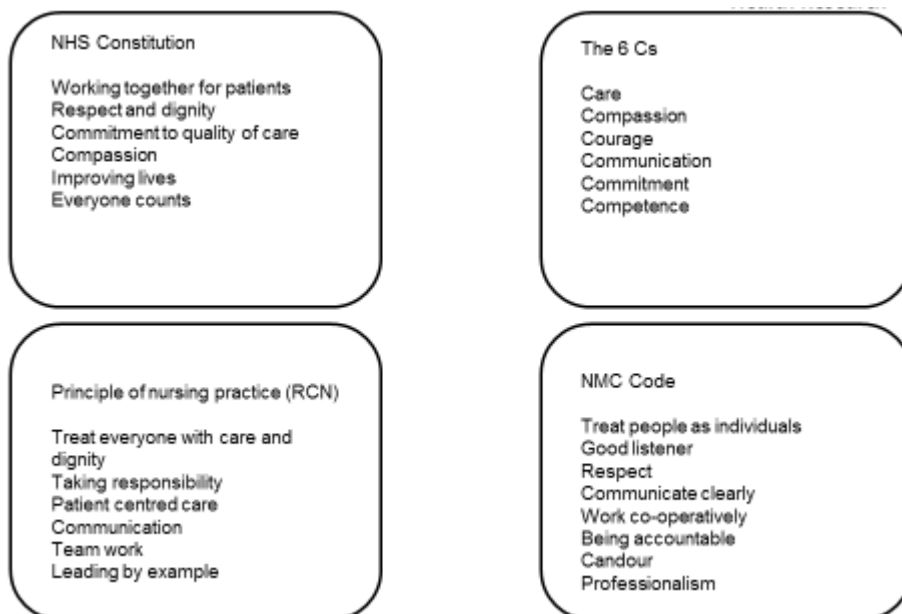 NHS Constitution
Working together for patients
Respect and dignity
Commitment to quality of care
Compassion
Improving lives
Everyone counts
The 6 Cs
Care
Compassion
Courage
Communication
Commitment
Competence
Principle of nursing practice (RCN)
Treat everyone with care and
dignity
Taking responsibility
Patient centred care
Communication
Team work
Leading by example
NMC Code
Treat people as individuals
Good listener
Respect
Communicate clearly
Work co-operatively
Being accountable
Candour
Professionalism